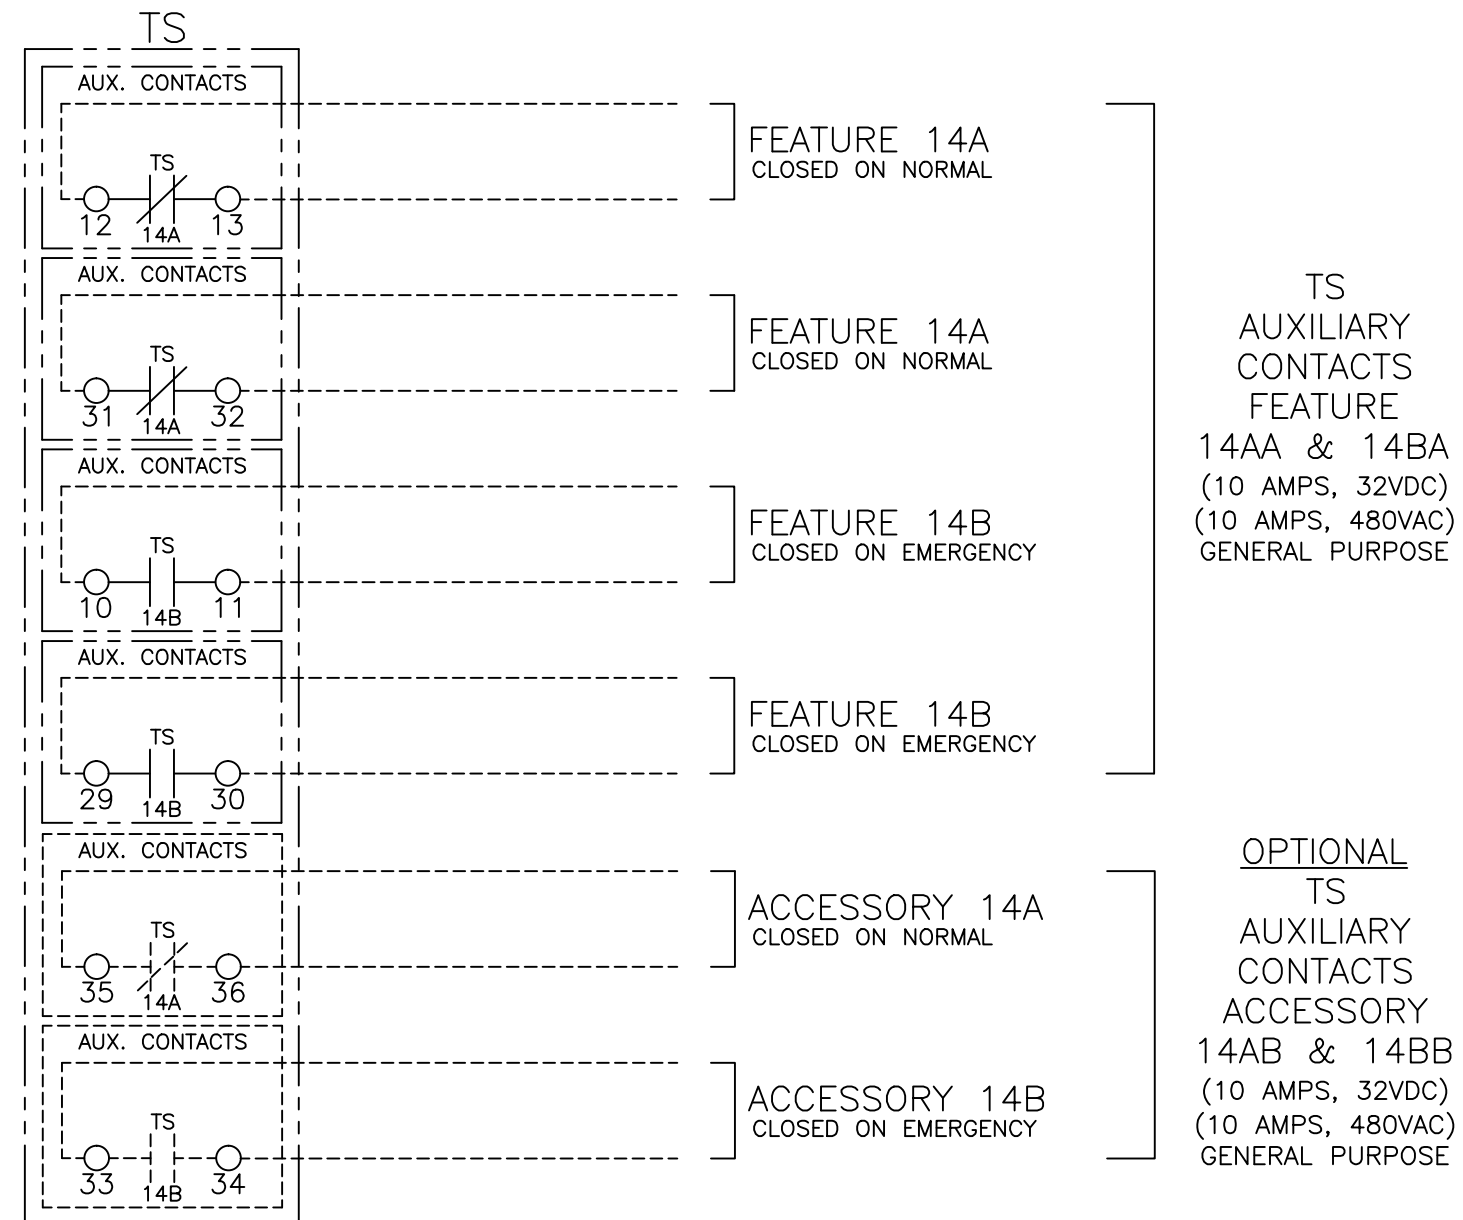 TS
AUX. CONTACTS
TS
12 13
14A
FEATURE 14A
CLOSED ON NORMAL
AUX. CONTACTS
TS
31 32
14A
FEATURE 14A
CLOSED ON NORMAL
AUX. CONTACTS
TS
10 11
14B
FEATURE 14B
CLOSED ON EMERGENCY
AUX. CONTACTS
TS
29 30
14B
FEATURE 14B
CLOSED ON EMERGENCY
TS
AUXILIARY
CONTACTS
FEATURE
14AA & 14BA
(10 AMPS, 32VDC)
(10 AMPS, 480VAC)
GENERAL PURPOSE
AUX. CONTACTS
TS
35 36
14A
ACCESSORY 14A
CLOSED ON NORMAL
AUX. CONTACTS
TS
33 34
14B
ACCESSORY 14B
CLOSED ON EMERGENCY
OPTIONAL
TS
AUXILIARY
CONTACTS
ACCESSORY
14AB & 14BB
(10 AMPS, 32VDC)
(10 AMPS, 480VAC)
GENERAL PURPOSE